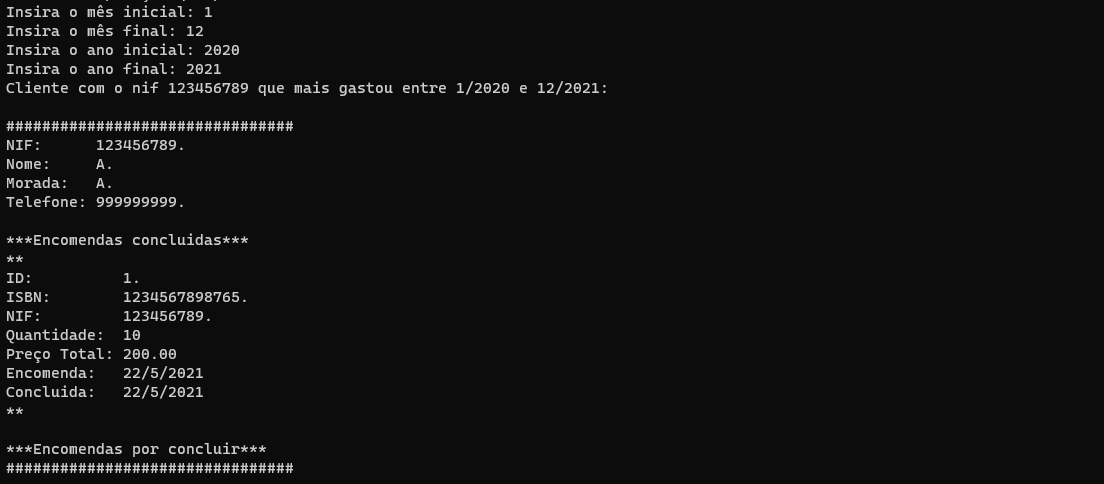 Insira o mês inicial: 1
Insira o mês final: 12
Insira o ano inicial: 2020
Insira o ano final: 2021
Cliente com o nif 123456789 que mais gastou entre 1/2020 e 12/2021:
################################
NIF:      123456789.
Nome:     A.
Morada:   A.
Telefone: 999999999.
***Encomendas concluidas***
**
ID:          1.
ISBN:        1234567898765.
NIF:         123456789.
Quantidade:  10
Preço Total: 200.00
Encomenda:   22/5/2021
Concluida:   22/5/2021
**
***Encomendas por concluir***
################################